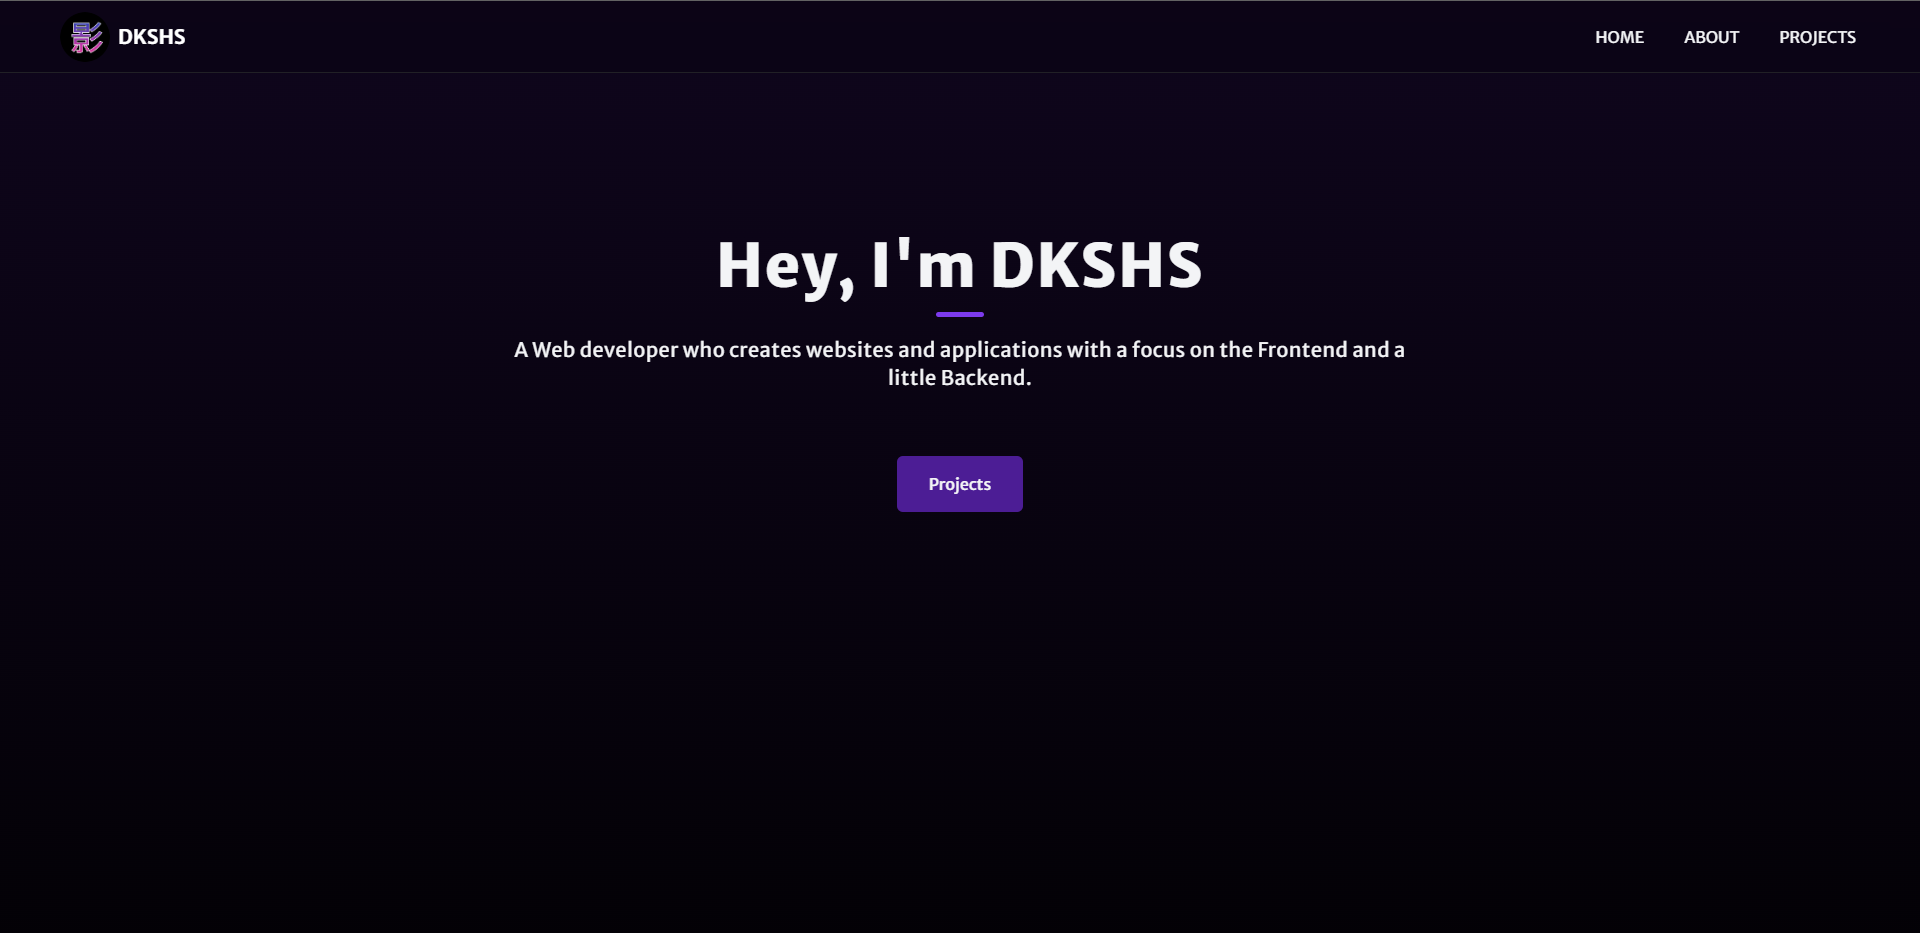 影 DKSHS HOME ABOUT PROJECTS
Hey, I'm DKSHS
A Web developer who creates websites and applications with a focus on the Frontend and a
little Backend.
Projects